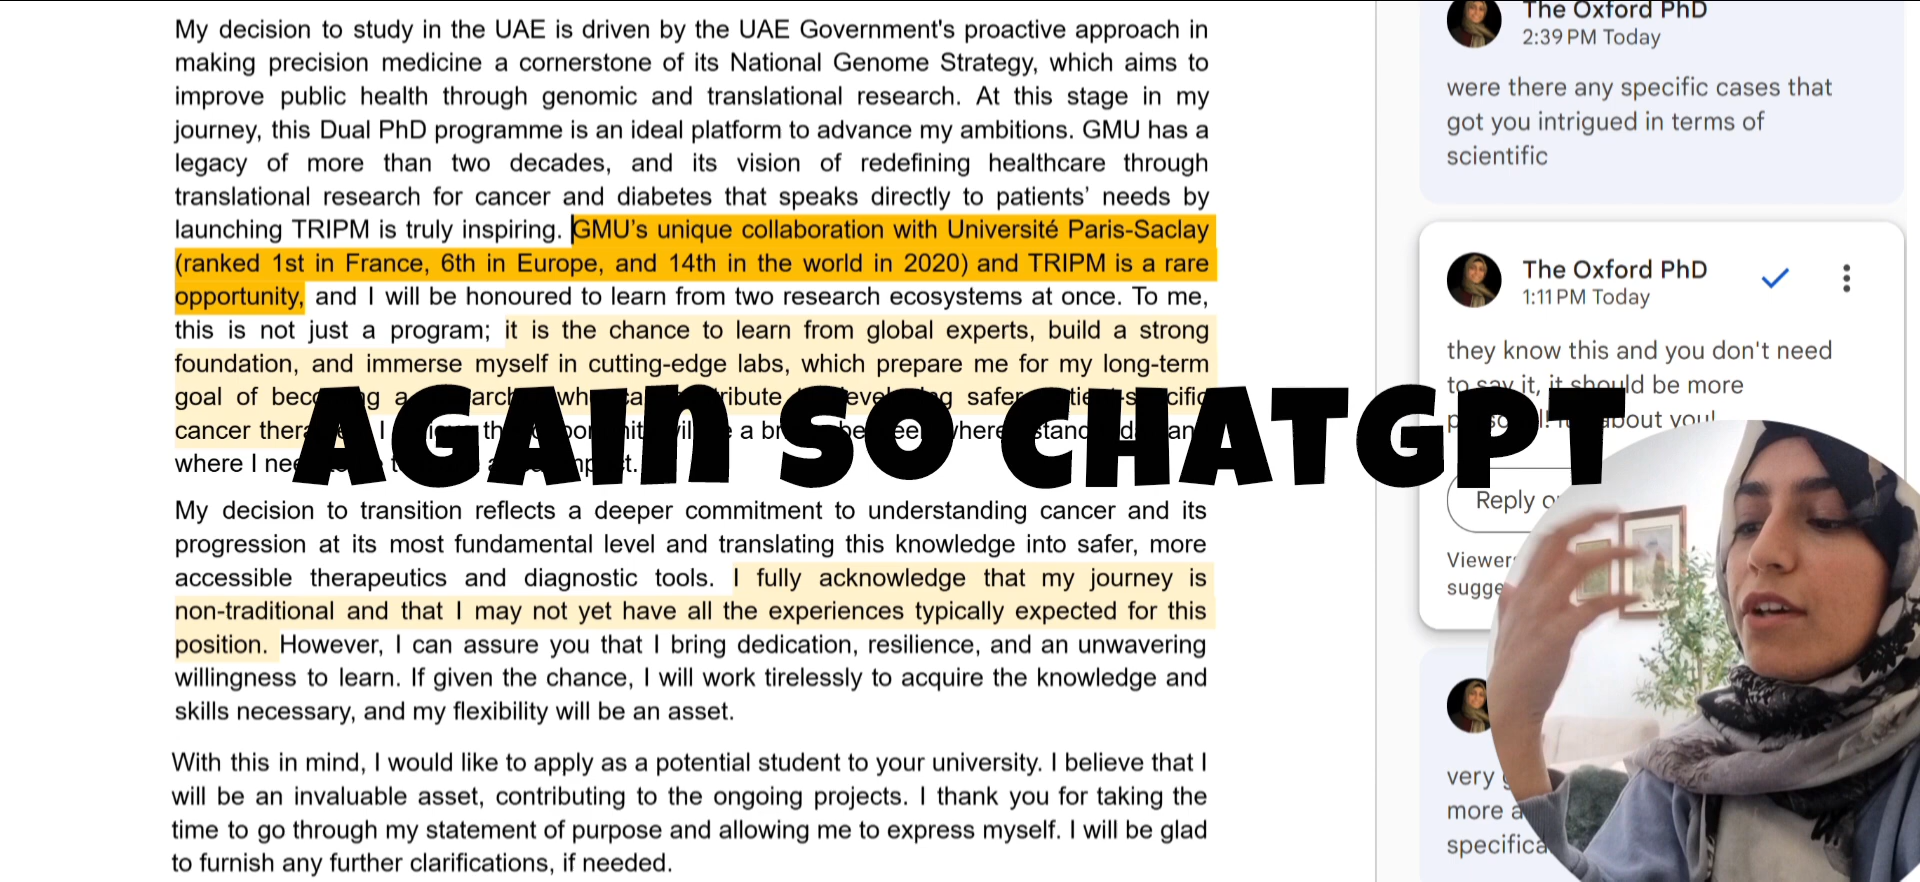 My decision to study in the UAE is driven by the UAE Government's proactive approach in
making precision medicine a cornerstone of its National Genome Strategy, which aims to
improve public health through genomic and translational research. At this stage in my
journey, this Dual PhD programme is an ideal platform to advance my ambitions. GMU has a
legacy of more than two decades, and its vision of redefining healthcare through
translational research for cancer and diabetes that speaks directly to patients’ needs by
launching TRIPM is truly inspiring. GMU’s unique collaboration with Université Paris-Saclay
(ranked 1st in France, 6th in Europe, and 14th in the world in 2020) and TRIPM is a rare
opportunity, and I will be honoured to learn from two research ecosystems at once. To me,
this is not just a program; it is the chance to learn from global experts, build a strong
foundation, and immerse myself in cutting-edge labs, which prepare me for my long-term
goal of a safer
cancer I a
where I
AGAIN SO CHATGPT
My decision to transition reflects a deeper commitment to understanding cancer and its
progression at its most fundamental level and translating this knowledge into safer, more
accessible therapeutics and diagnostic tools. I fully acknowledge that my journey is
non-traditional and that I may not yet have all the experiences typically expected for this
position. However, I can assure you that I bring dedication, resilience, and an unwavering
willingness to learn. If given the chance, I will work tirelessly to acquire the knowledge and
skills necessary, and my flexibility will be an asset.
With this in mind, I would like to apply as a potential student to your university. I believe that I
will be an invaluable asset, contributing to the ongoing projects. I thank you for taking the
time to go through my statement of purpose and allowing me to express myself. I will be glad
to furnish any further clarifications, if needed.
The Oxford PhD
2:39 PM Today
were there any specific cases that
got you intrigued in terms of
scientific
The Oxford PhD
1:11 PM Today
they know this and you don't need
to say it, it should be more
about you!
Reply
very
more